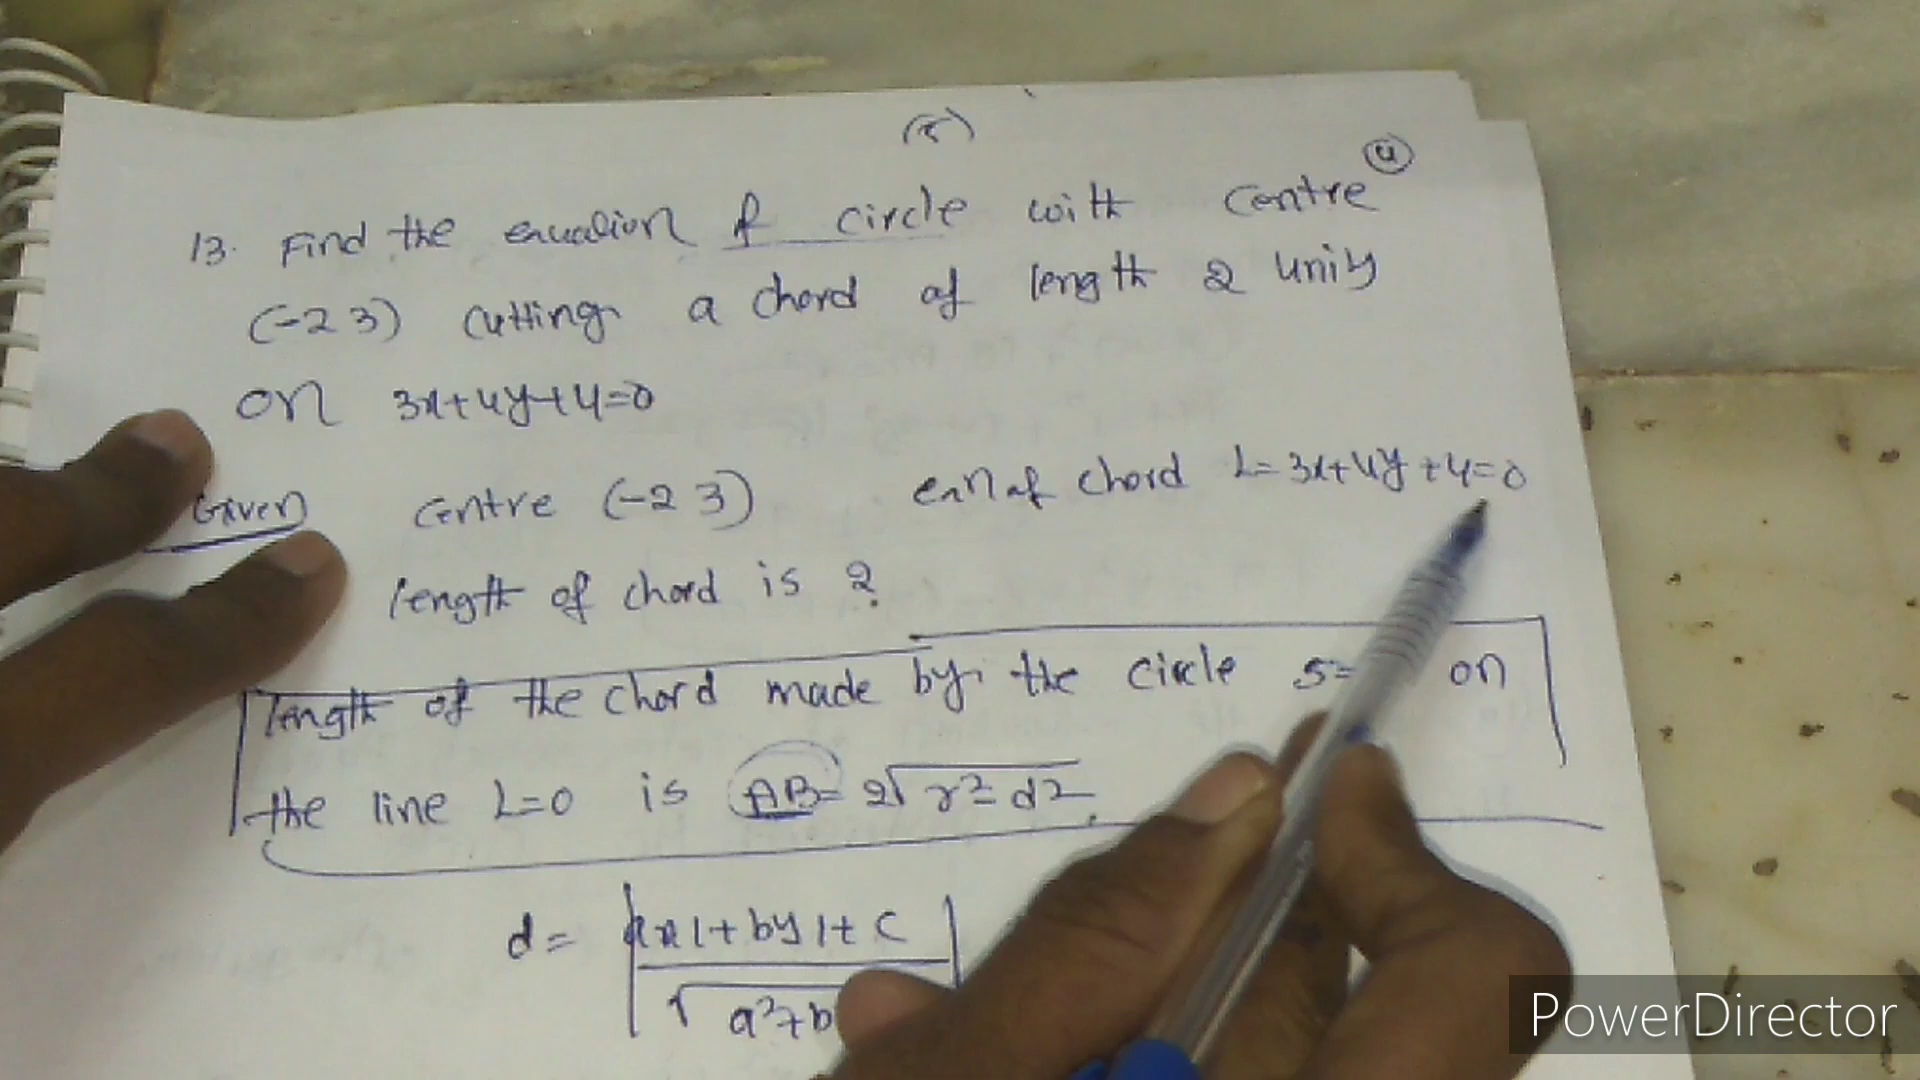 (5)
4
13. Find the equation of circle with Centre
(-2 3) cutting a chord of length 2 units
on 3x+4y+4=0
Given Centre (-2 3) eqn of chord L=3x+4y+4=0
length of chord is 2.
length of the chord made by the circle S= on
the line L=0 is AB= 2√r²-d².
d= |ax1+by1+c
√a²+b
PowerDirector